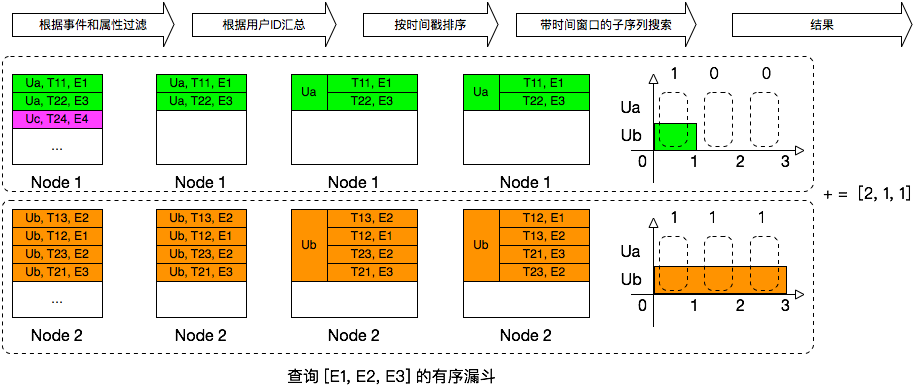 根据事件和属性过滤
根据用户ID汇总
按时间戳排序
带时间窗口的子序列搜索
结果
Ua, T11, E1
Ua, T22, E3
Uc, T24, E4
...
Node 1
Ua, T11, E1
Ua, T22, E3
Node 1
Ua
T11, E1
T22, E3
Node 1
Ua
T11, E1
T22, E3
Node 1
1 0 0
Ua
Ub
0 1 2 3
Ub, T13, E2
Ub, T12, E1
Ub, T23, E2
Ub, T21, E3
...
Node 2
Ub, T13, E2
Ub, T12, E1
Ub, T23, E2
Ub, T21, E3
Node 2
Ub
T13, E2
T12, E1
T23, E2
T21, E3
Node 2
Ub
T12, E1
T13, E2
T21, E3
T23, E2
Node 2
1 1 1
Ua
Ub
0 1 2 3
+ = [2, 1, 1]
查询 [E1, E2, E3] 的有序漏斗